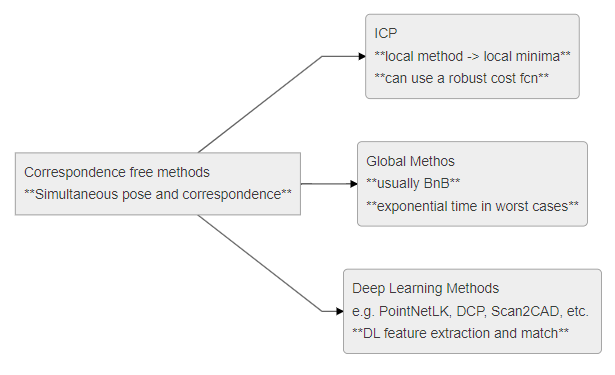 ICP
**local method -> local minima**
**can use a robust cost fcn**
Correspondence free methods
**Simultaneous pose and correspondence**
Global Methos
**usually BnB**
**exponential time in worst cases**
Deep Learning Methods
e.g. PointNetLK, DCP, Scan2CAD, etc.
**DL feature extraction and match**